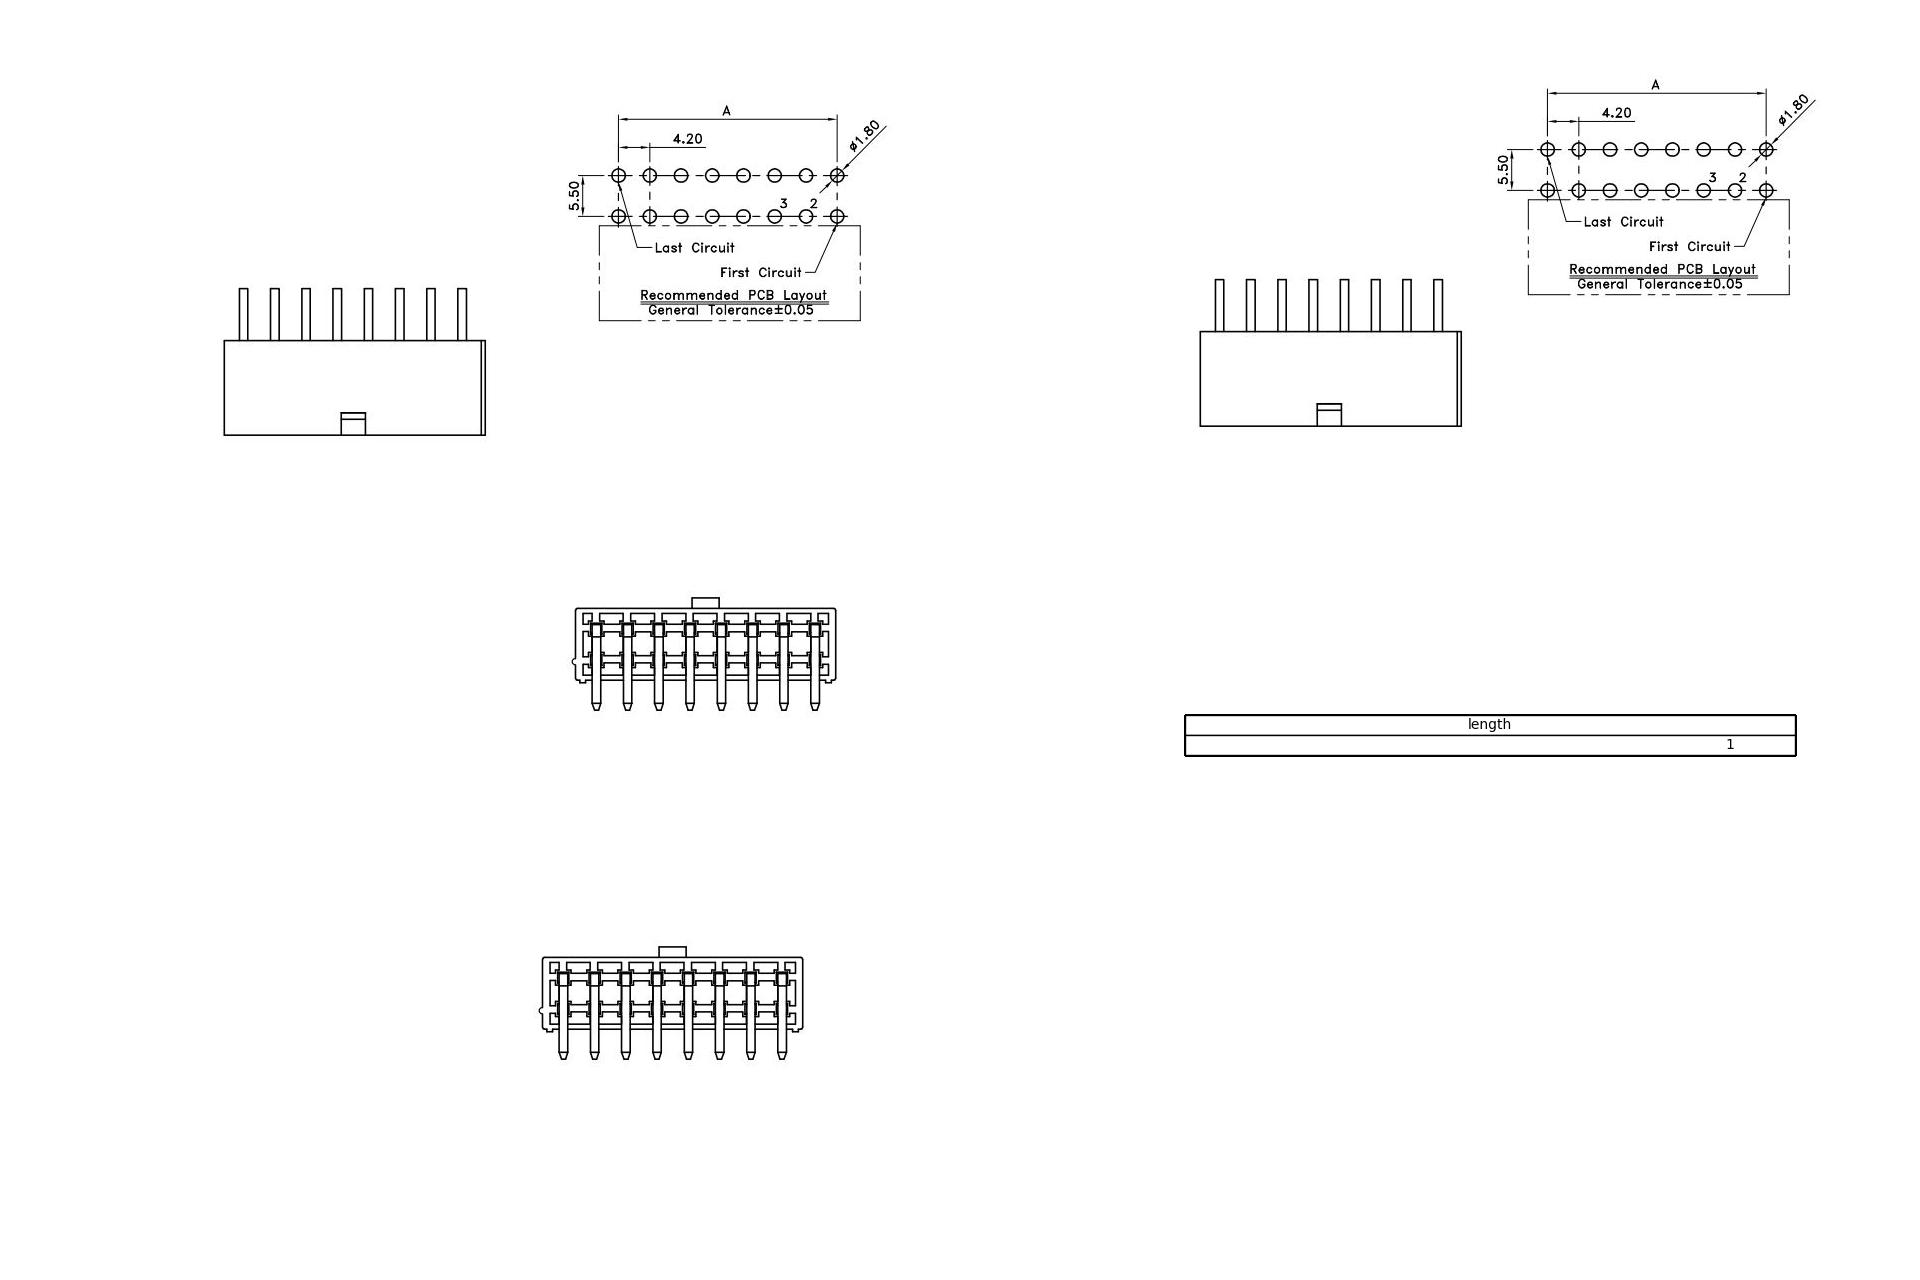 A
4.20
ø1.80
5.50
3 2
Last Circuit
First Circuit
Recommended PCB Layout
General Tolerance±0.05
A
4.20
ø1.80
5.50
3 2
Last Circuit
First Circuit
Recommended PCB Layout
General Tolerance±0.05
length
1